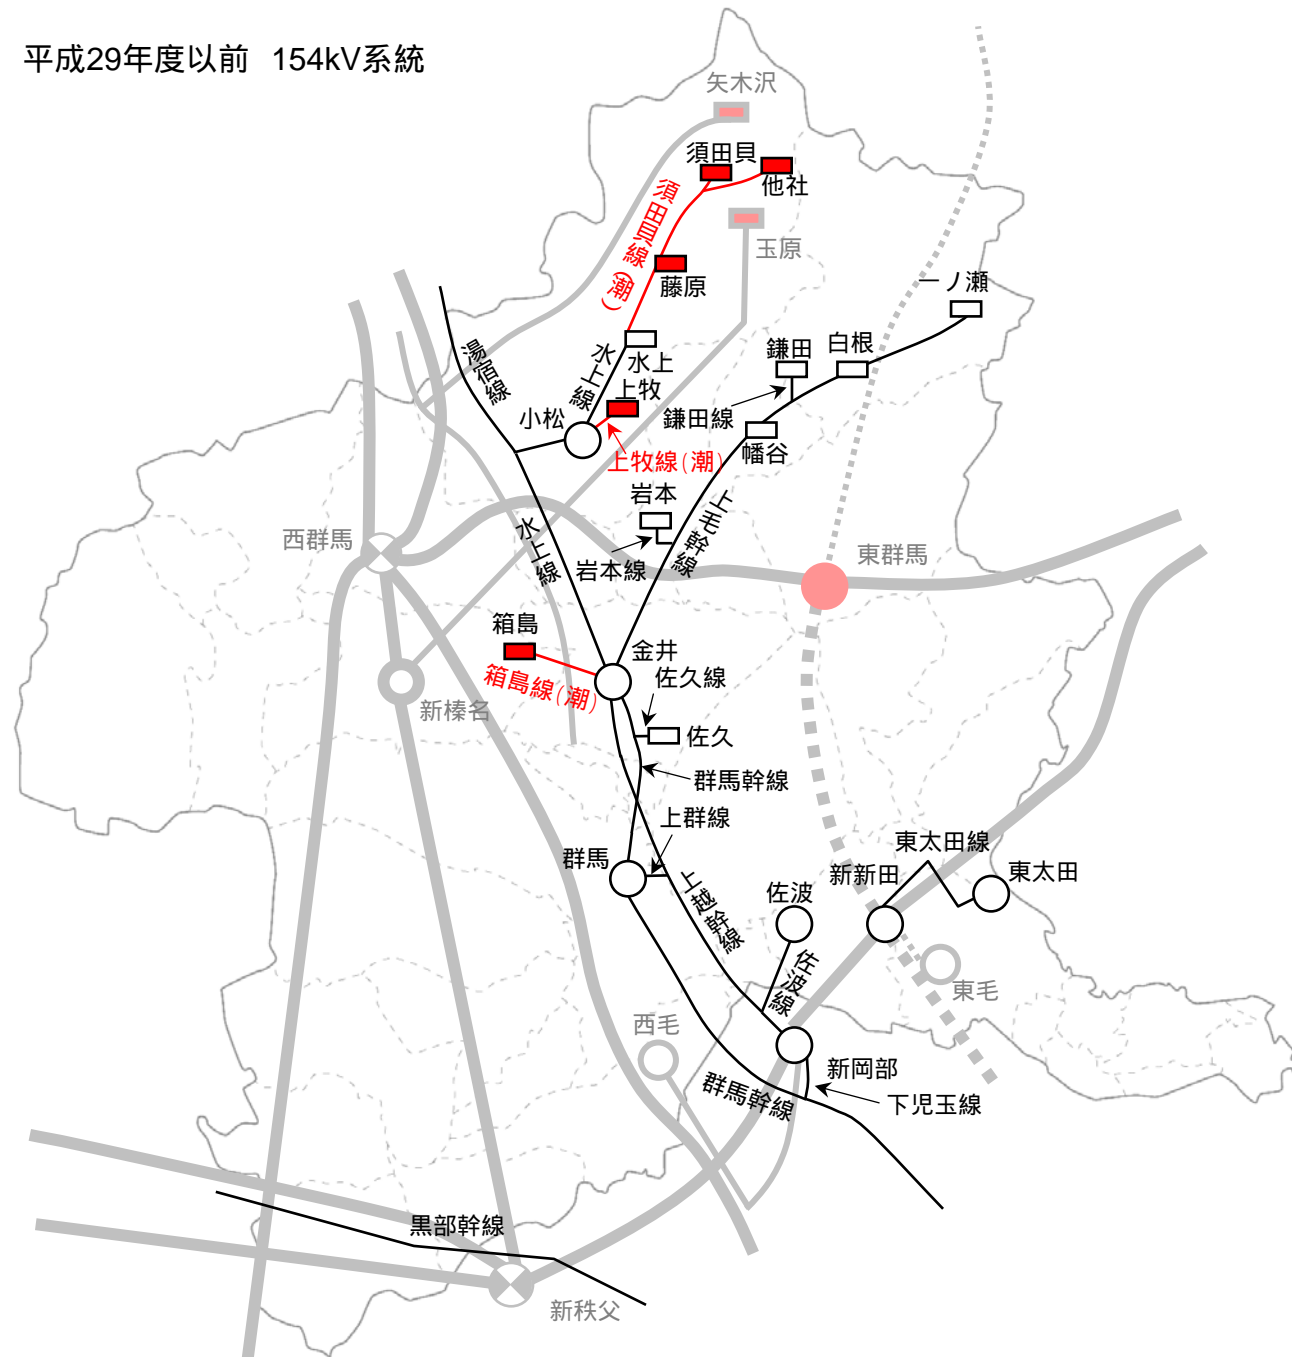 平成29年度以前 154kV系統
矢木沢
須田貝
他社
須田貝線(潮)
玉原
藤原
一ノ瀬
湯宿線
水上線
水上
鎌田
白根
上牧
小松
鎌田線
幡谷
上牧線(潮)
岩本
上毛幹線
水上線
西群馬
東群馬
岩本線
箱島
金井
佐久線
箱島線(潮)
新榛名
佐久
群馬幹線
上群線
東太田線
群馬
新新田
東太田
上越幹線
佐波
佐波線
東毛
西毛
新岡部
群馬幹線
下児玉線
黒部幹線
新秩父